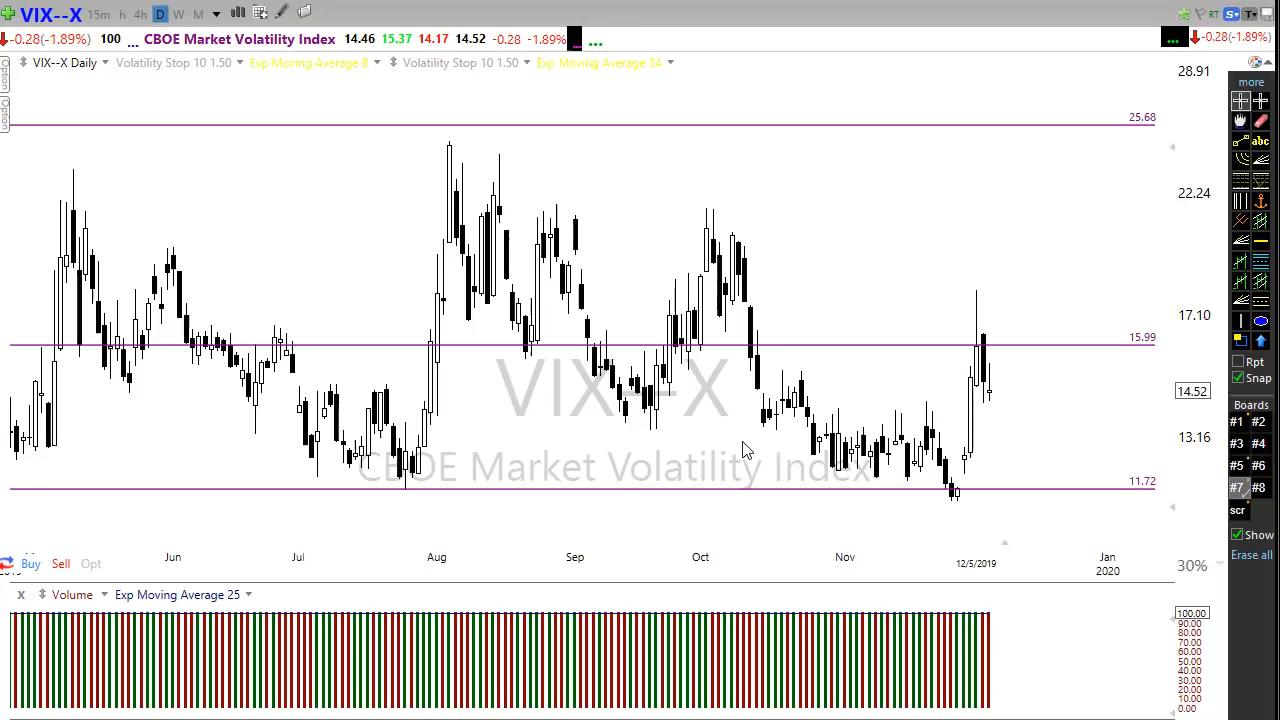 VIX--X 15m h 4h D W M RT S T
-0.28(-1.89%) 100 ... CBOE Market Volatility Index 14.46 15.37 14.17 14.52 -0.28 -1.89% ... ... -0.28(-1.89%)
Option VIX--X Daily Volatility Stop 10 1.50 Exp Moving Average 8 Volatility Stop 10 1.50 Exp Moving Average 34
Option
28.91
more
25.68
abc
22.24
17.10
15.99
Rpt
Snap
14.52
VIX--X
Boards
#1 #2
13.16
#3 #4
CBOE Market Volatility Index
#5 #6
11.72
#7 #8
scr
Show
Jun Jul Aug Sep Oct Nov 12/5/2019 Jan
2020
Erase all
Buy Sell Opt
30%
X Volume Exp Moving Average 25
100.00
90.00
80.00
70.00
60.00
50.00
40.00
30.00
20.00
10.00
0.00